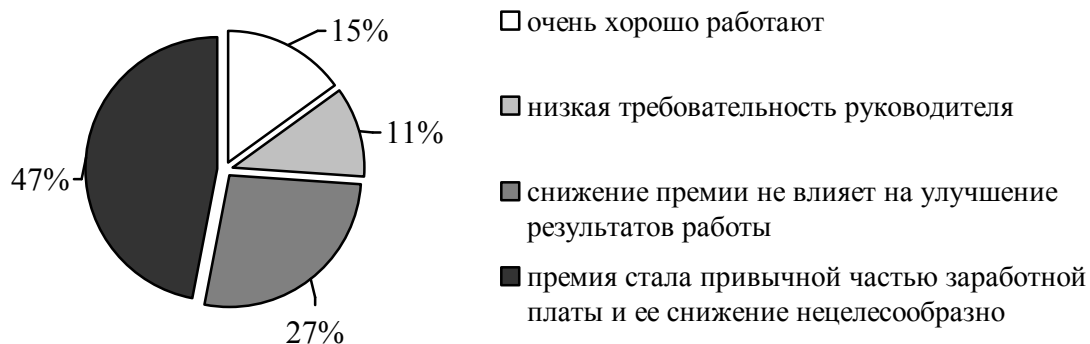 15%
11%
27%
47%
очень хорошо работают
низкая требовательность руководителя
снижение премии не влияет на улучшение
результатов работы
премия стала привычной частью заработной
платы и ее снижение нецелесообразно